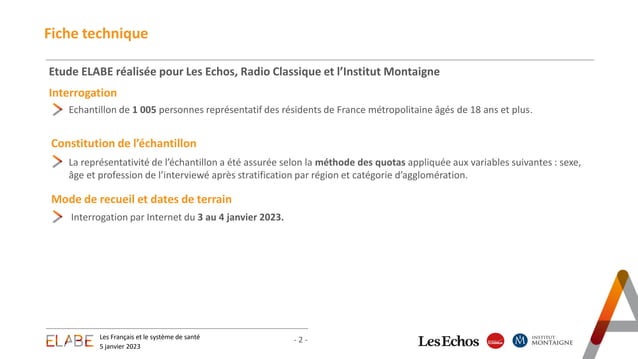 Fiche technique
Etude ELABE réalisée pour Les Echos, Radio Classique et l’Institut Montaigne
Interrogation
Echantillon de 1 005 personnes représentatif des résidents de France métropolitaine âgés de 18 ans et plus.
Constitution de l’échantillon
La représentativité de l’échantillon a été assurée selon la méthode des quotas appliquée aux variables suivantes : sexe,
âge et profession de l’interviewé après stratification par région et catégorie d’agglomération.
Mode de recueil et dates de terrain
Interrogation par Internet du 3 au 4 janvier 2023.
ELABE
Les Français et le système de santé
5 janvier 2023
- 2 -
Les Echos
M
INSTITUT
MONTAIGNE